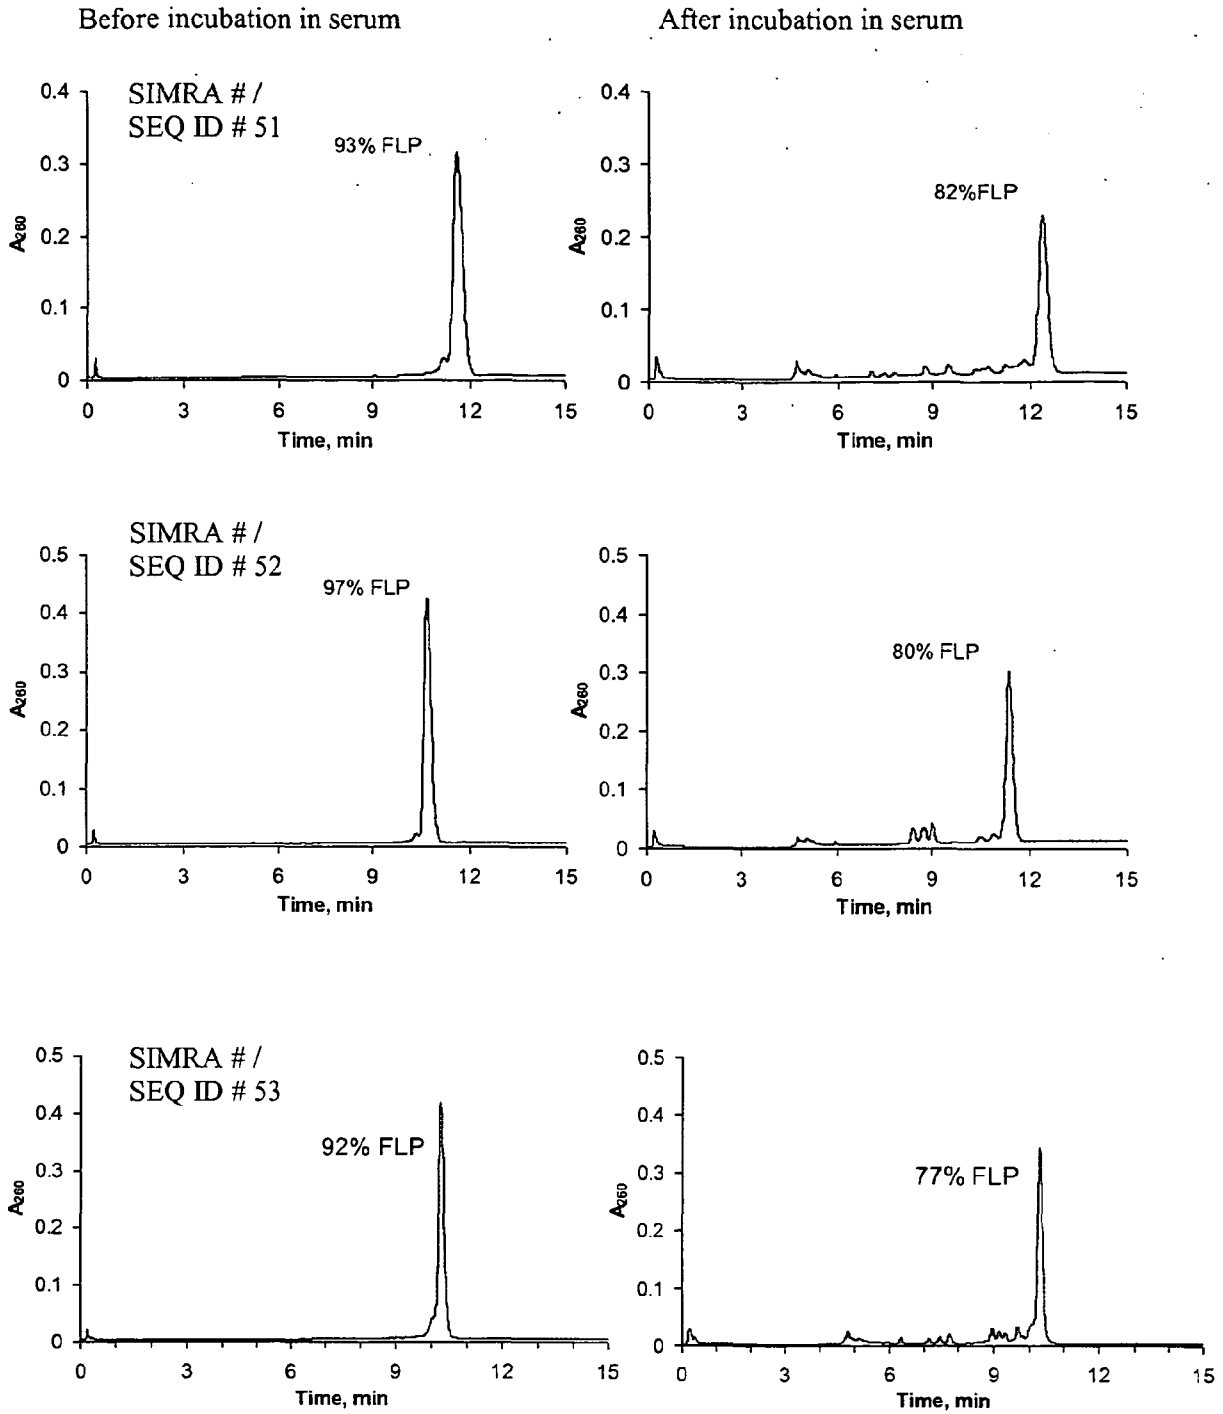 Before incubation in serum
After incubation in serum
SIMRA # /
SEQ ID # 51
93% FLP
0.4
0.3
0.2
0.1
0
A260
0 3 6 9 12 15
Time, min
82%FLP
0.4
0.3
0.2
0.1
0
A260
0 3 6 9 12 15
Time, min
SIMRA # /
SEQ ID # 52
97% FLP
0.5
0.4
0.3
0.2
0.1
0
A260
0 3 6 9 12 15
Time, min
80% FLP
0.5
0.4
0.3
0.2
0.1
0
A260
0 3 6 9 12 15
Time, min
SIMRA # /
SEQ ID # 53
92% FLP
0.5
0.4
0.3
0.2
0.1
0
A260
0 3 6 9 12 15
Time, min
77% FLP
0.5
0.4
0.3
0.2
0.1
0
A260
0 3 6 9 12 15
Time, min